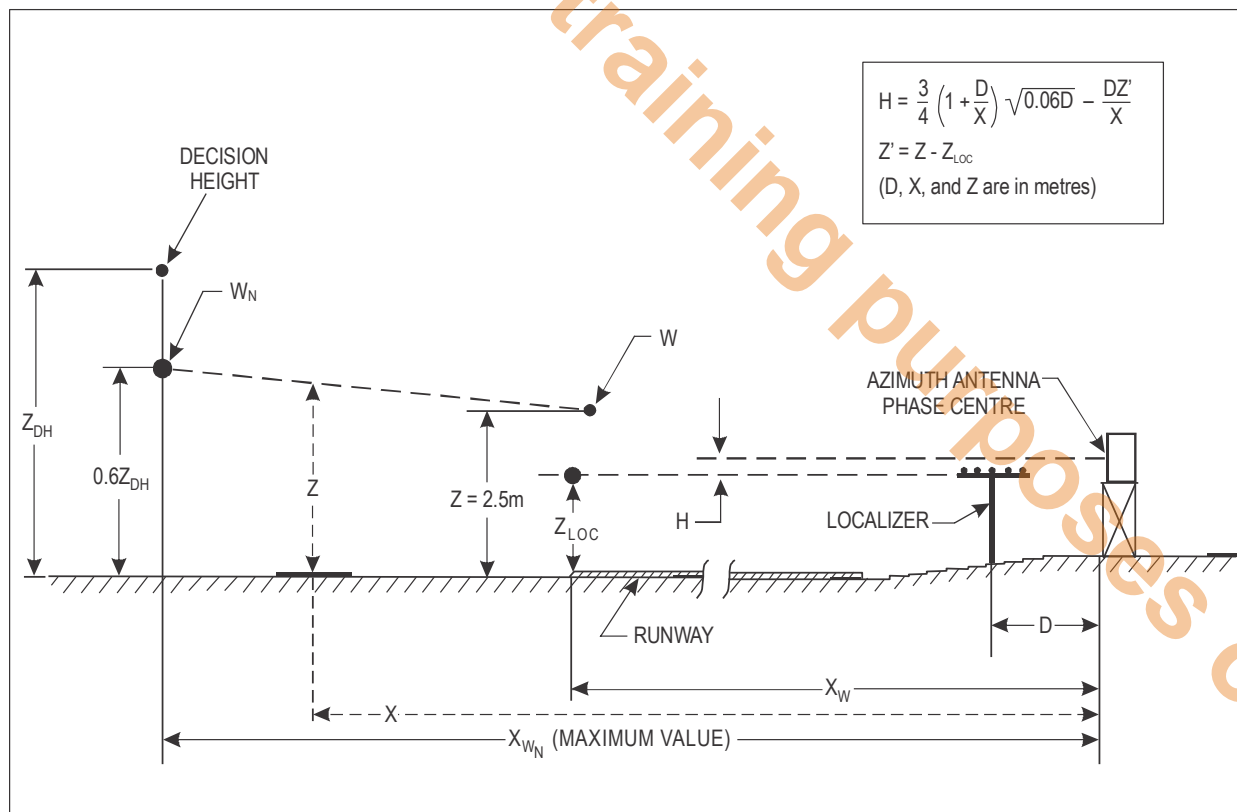 training purposes o
H = 3/4 (1 + D/X) √0.06D – DZ'/X
Z' = Z - Z_LOC
(D, X, and Z are in metres)
DECISION
HEIGHT
W_N
W
AZIMUTH ANTENNA
PHASE CENTRE
Z_DH
0.6Z_DH
Z
Z = 2.5m
Z_LOC
H
LOCALIZER
RUNWAY
D
X_W
X
X_W_N (MAXIMUM VALUE)